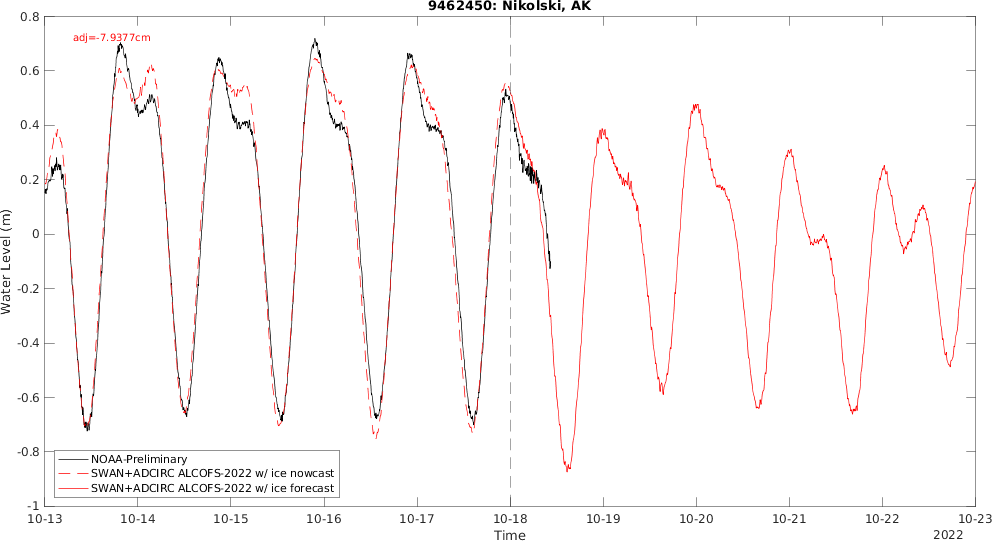 9462450: Nikolski, AK
adj=-7.9377cm
Water Level (m)
0.8
0.6
0.4
0.2
0
-0.2
-0.4
-0.6
-0.8
-1
NOAA-Preliminary
SWAN+ADCIRC ALCOFS-2022 w/ ice nowcast
SWAN+ADCIRC ALCOFS-2022 w/ ice forecast
10-13 10-14 10-15 10-16 10-17 10-18 10-19 10-20 10-21 10-22 10-23
Time
2022